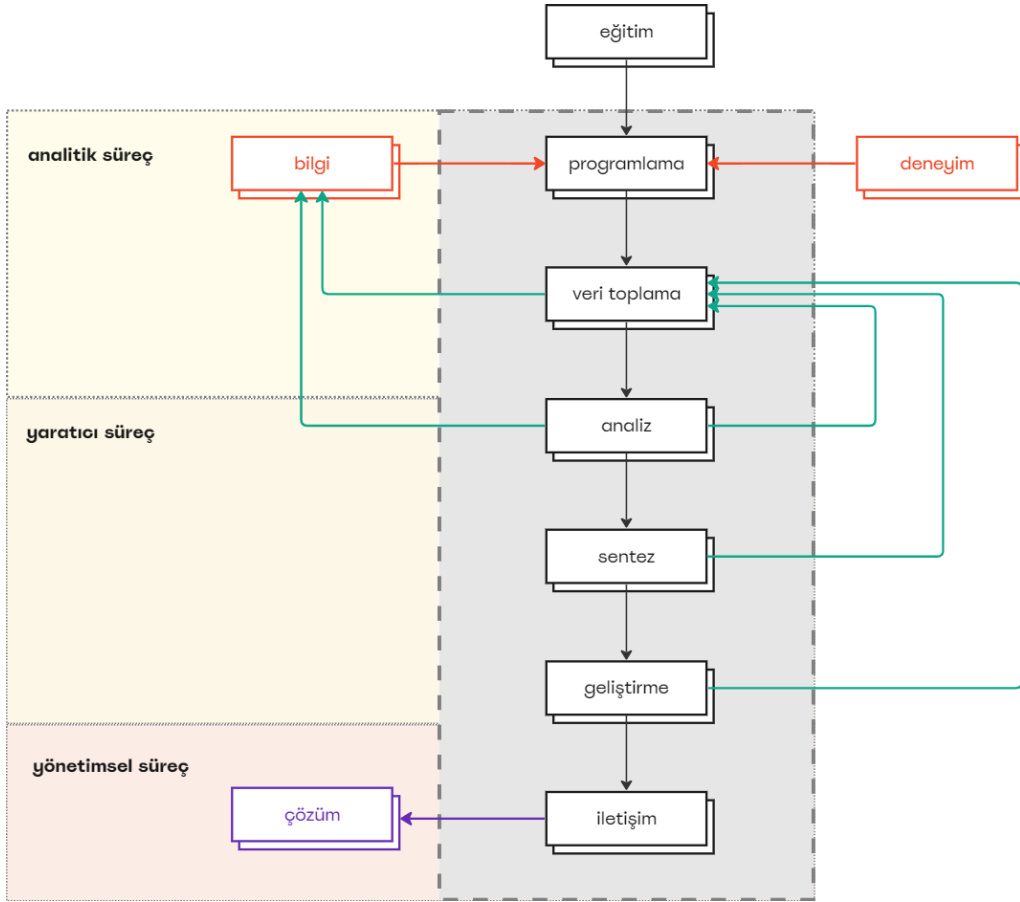 eğitim
analitik süreç
bilgi
programlama
deneyim
veri toplama
yaratıcı süreç
analiz
sentez
geliştirme
yönetimsel süreç
çözüm
iletişim